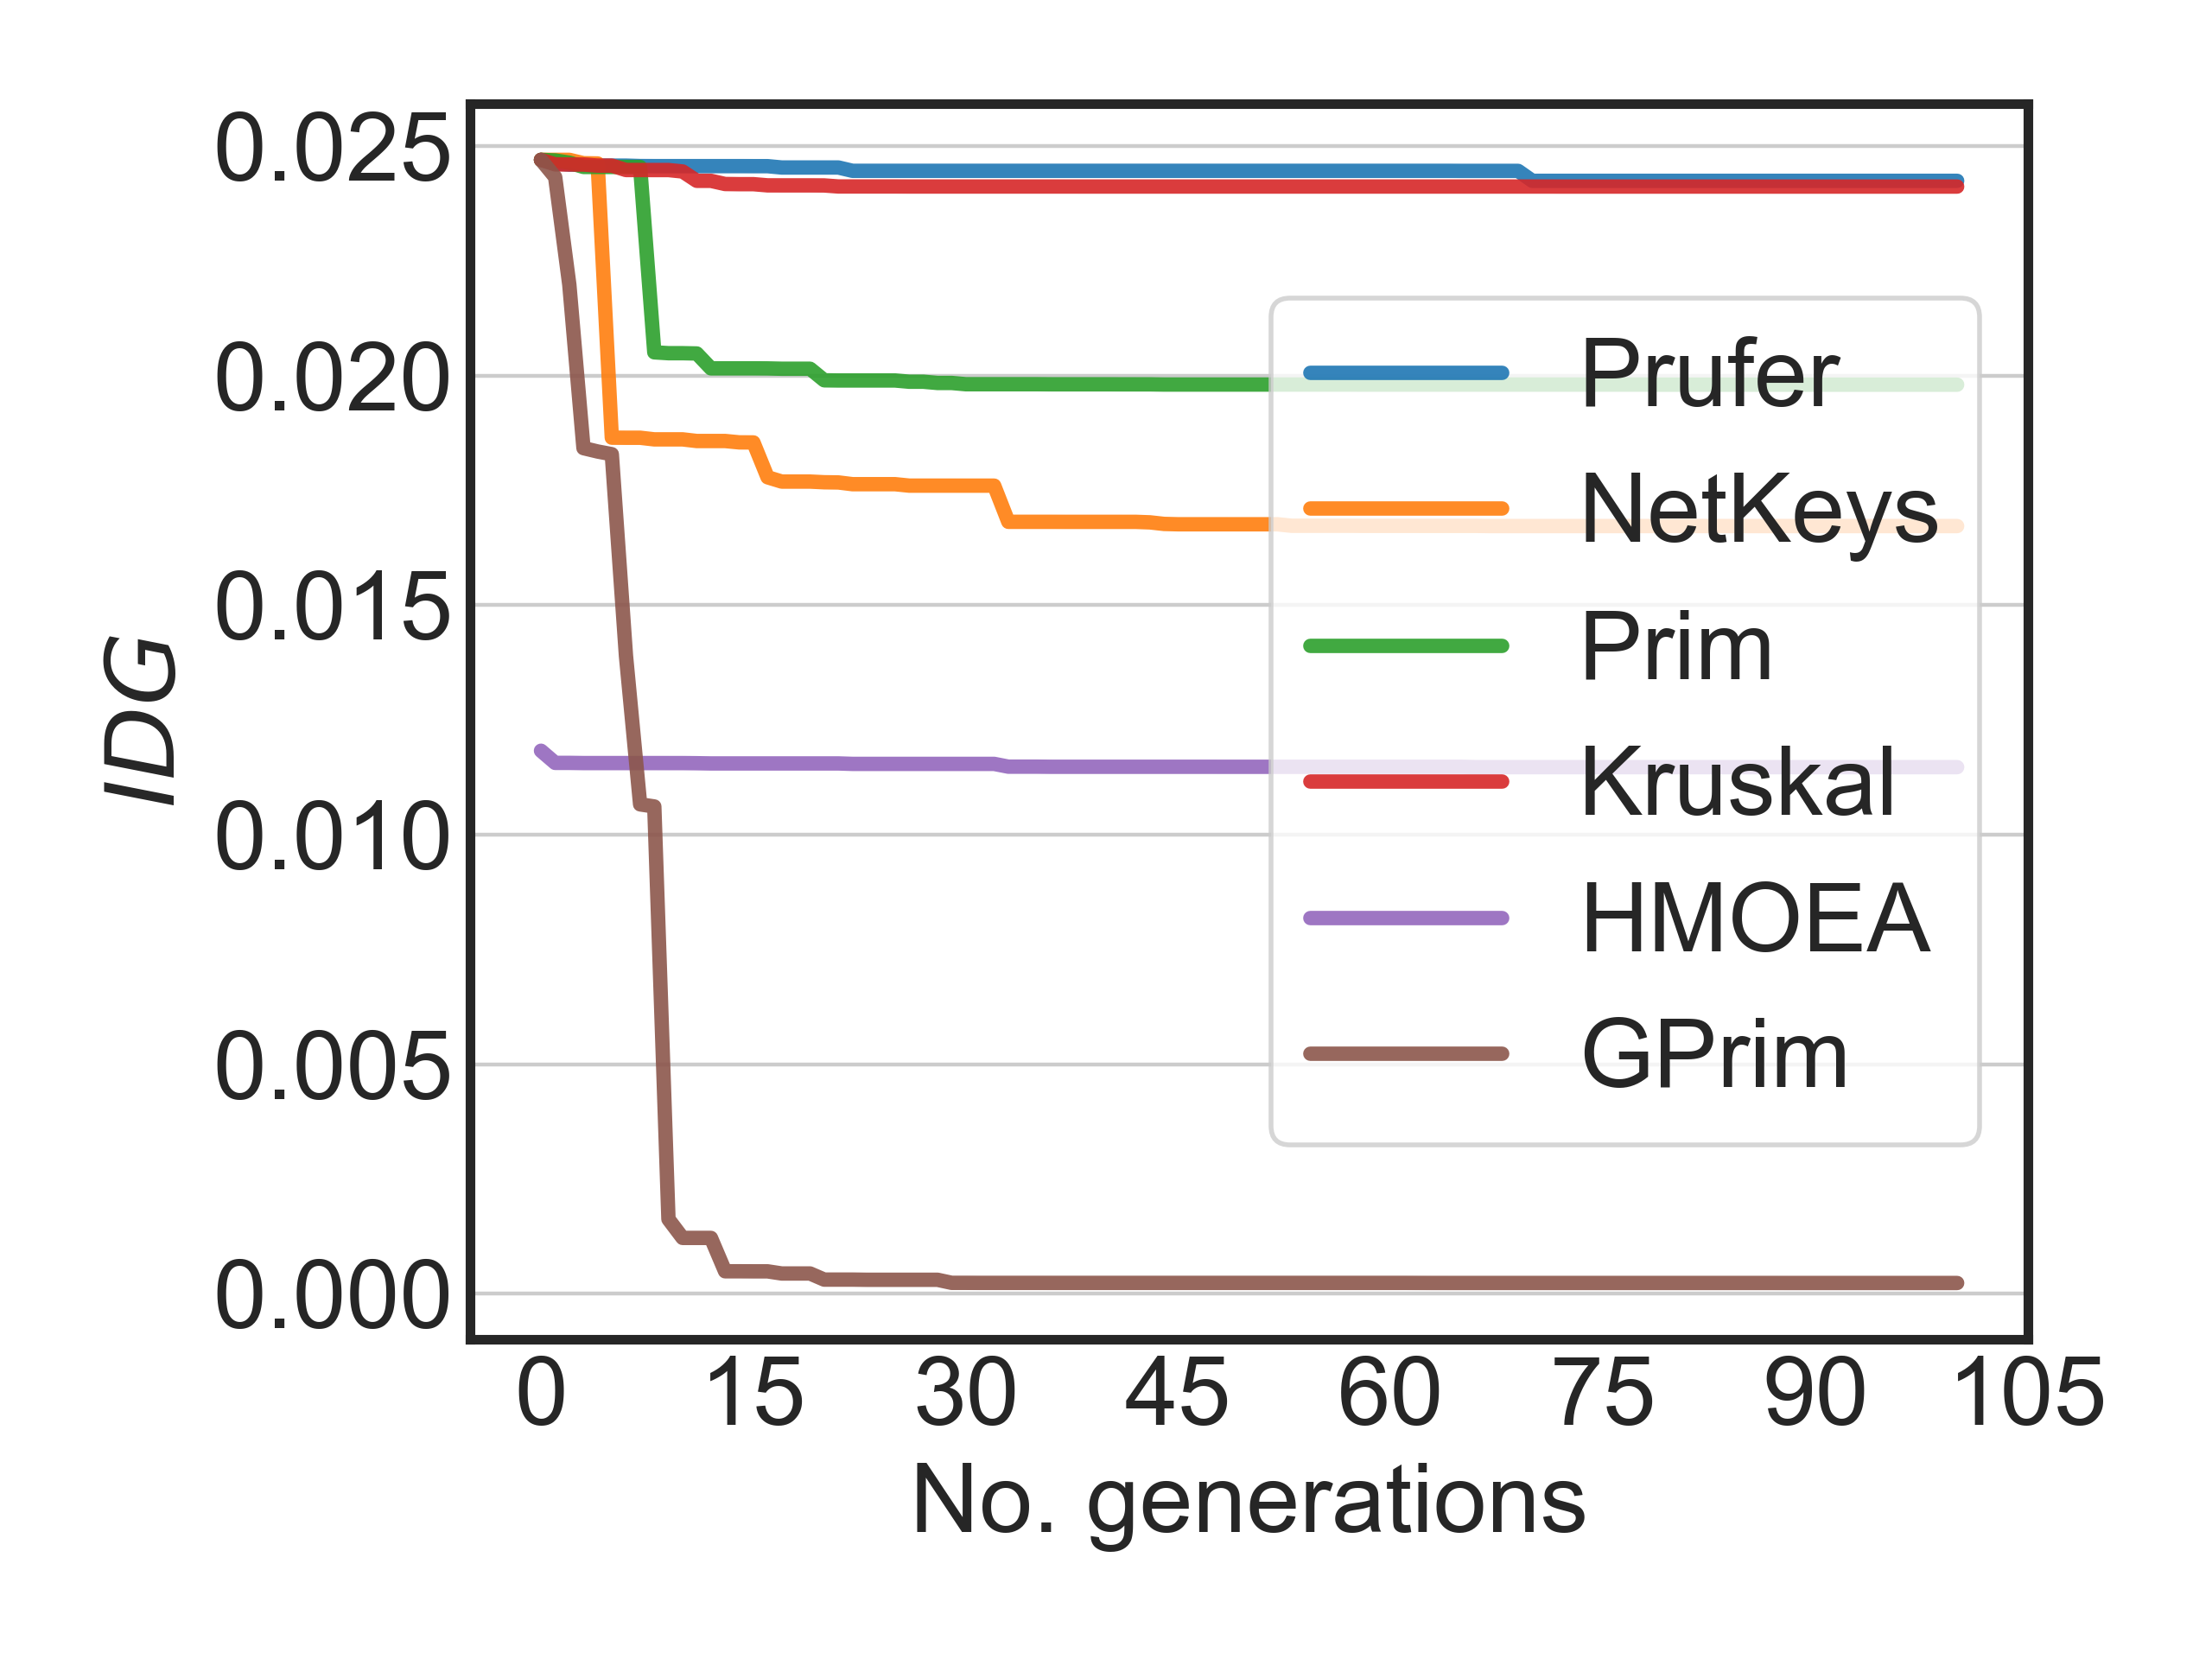 0.025
0.020
0.015
0.010
0.005
0.000
IDG
0 15 30 45 60 75 90 105
No. generations
Prufer
NetKeys
Prim
Kruskal
HMOEA
GPrim